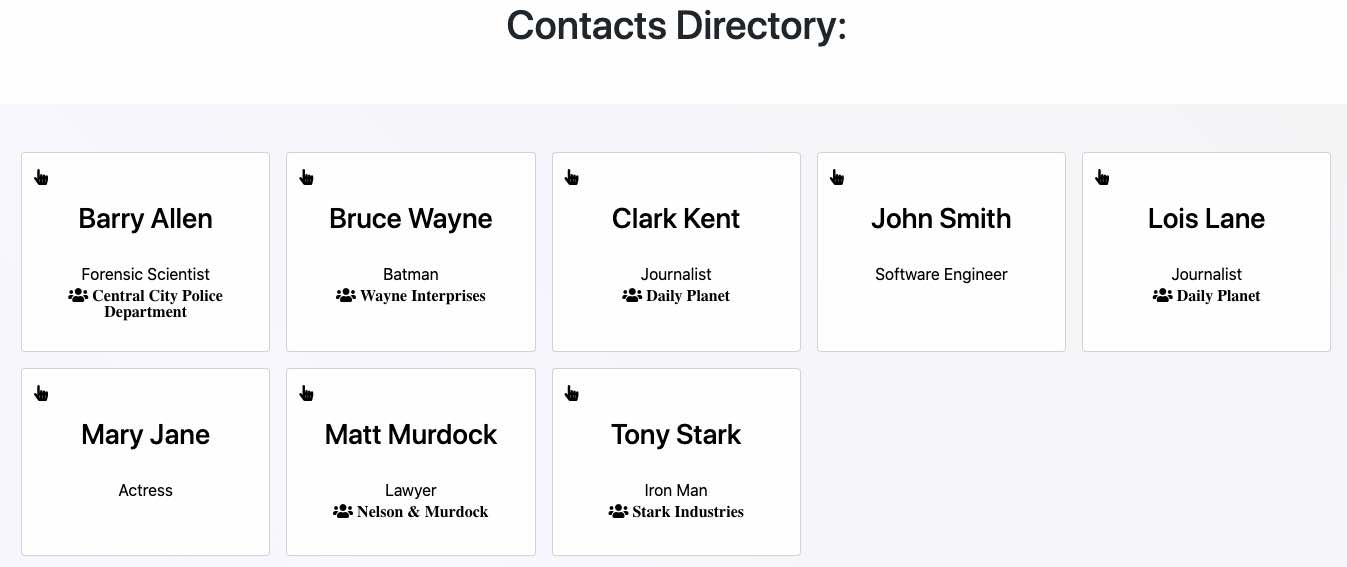 Contacts Directory:
Barry Allen
Forensic Scientist
Central City Police
Department
Bruce Wayne
Batman
Wayne Interprises
Clark Kent
Journalist
Daily Planet
John Smith
Software Engineer
Lois Lane
Journalist
Daily Planet
Mary Jane
Actress
Matt Murdock
Lawyer
Nelson & Murdock
Tony Stark
Iron Man
Stark Industries